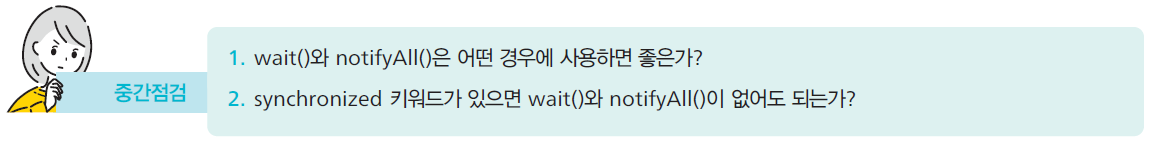 중간점검
1. wait()와 notifyAll()은 어떤 경우에 사용하면 좋은가?
2. synchronized 키워드가 있으면 wait()와 notifyAll()이 없어도 되는가?